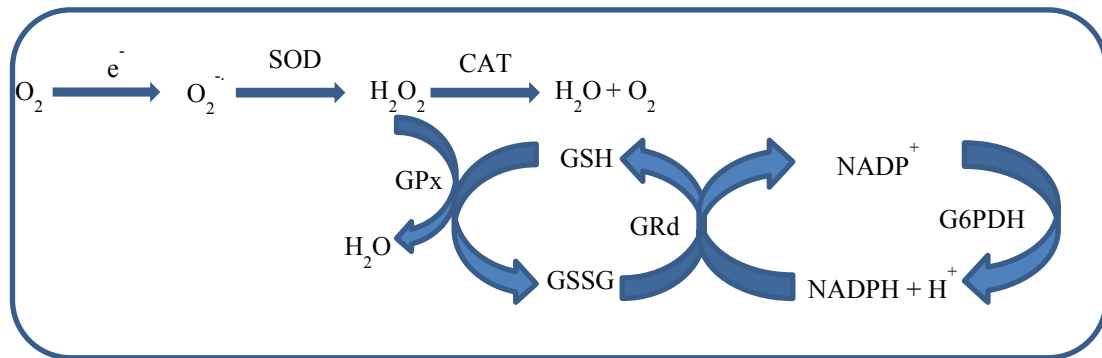 e⁻ SOD CAT
O₂ O₂⁻· H₂O₂ H₂O + O₂
GSH NADP⁺
GPx
GRd G6PDH
H₂O
GSSG NADPH + H⁺